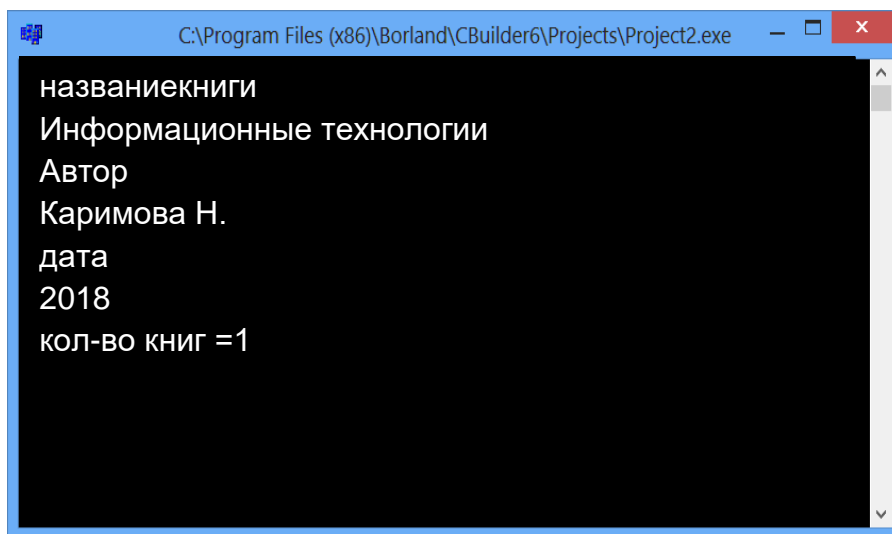 C:\Program Files (x86)\Borland\CBuilder6\Projects\Project2.exe
названиекниги
Информационные технологии
Автор
Каримова Н.
дата
2018
кол-во книг =1